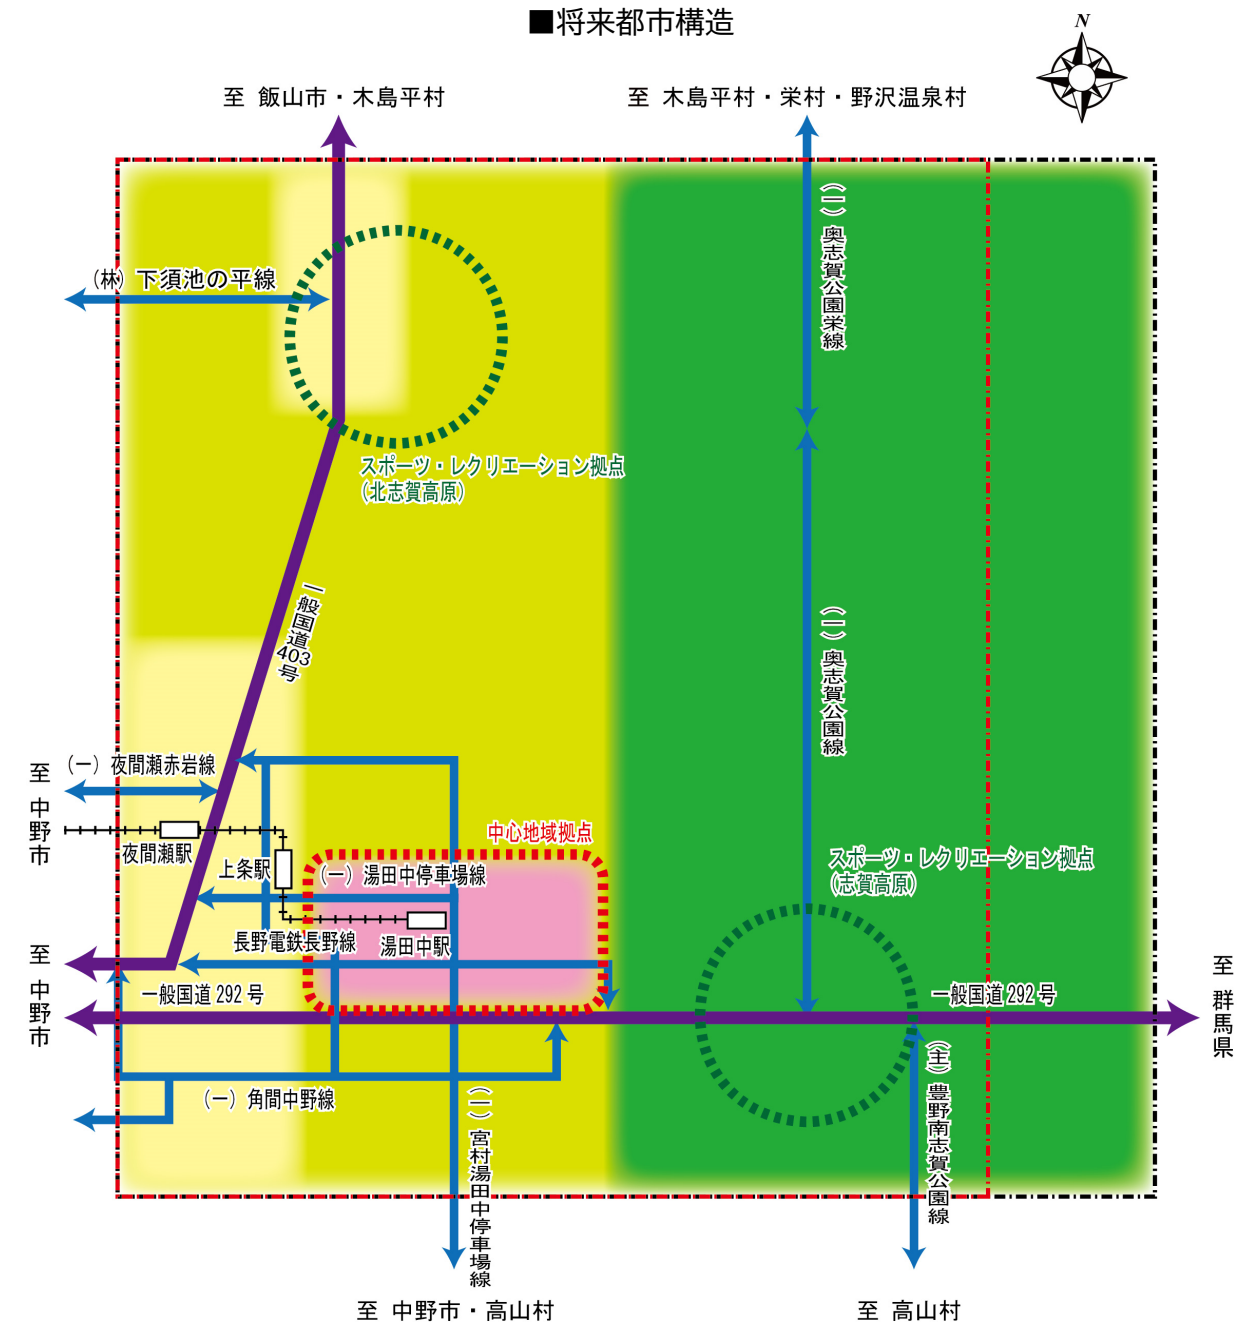 ■将来都市構造
N
至 飯山市・木島平村
至 木島平村・栄村・野沢温泉村
（一）奥志賀公園栄線
（林）下須池の平線
スポーツ・レクリエーション拠点
（北志賀高原）
一般国道403号
（一）奥志賀公園線
（一）夜間瀬赤岩線
至 中野市
夜間瀬駅
上条駅
中心地域拠点
（一）湯田中停車場線
長野電鉄長野線
湯田中駅
スポーツ・レクリエーション拠点
（志賀高原）
至 中野市
一般国道 292 号
一般国道 292 号
至 群馬県
（主）豊野南志賀公園線
（一）角間中野線
（一）宮村湯田中停車場線
至 中野市・高山村
至 高山村